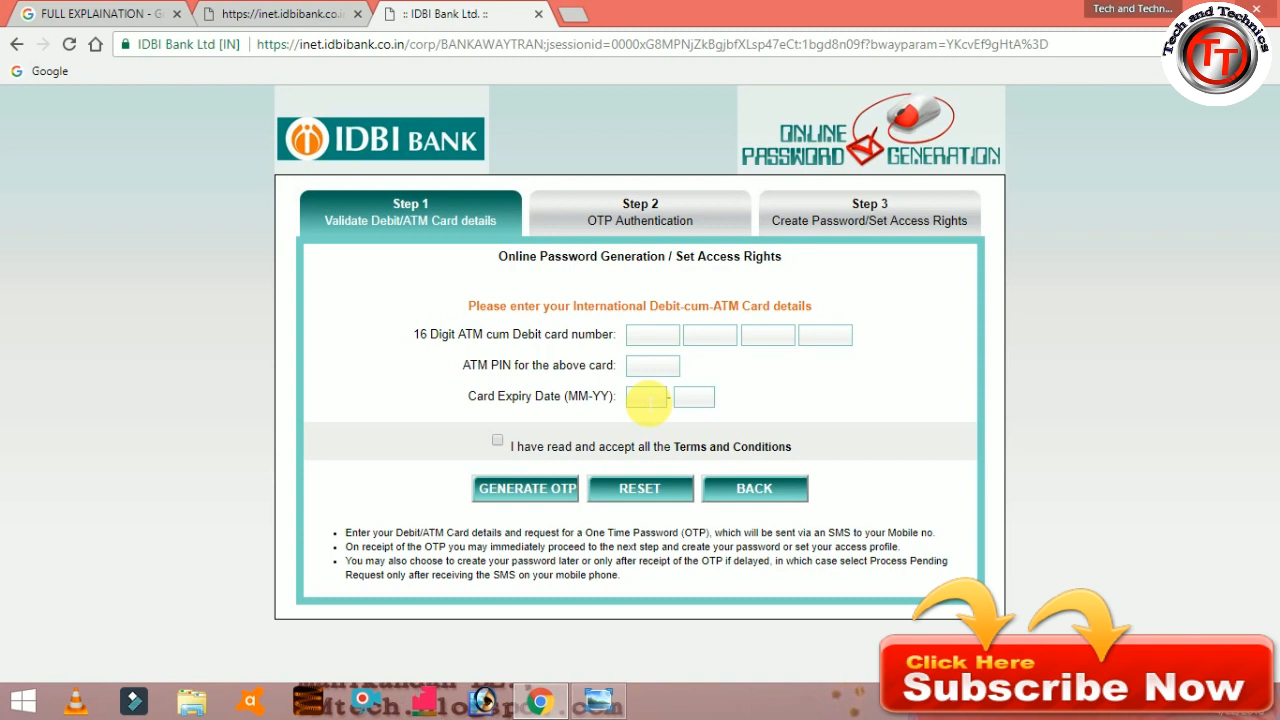 FULL EXPLAINATION - G
https://inet.idbibank.co.in
:: IDBI Bank Ltd. ::
Tech and Techn...
IDBI Bank Ltd [IN]
https://inet.idbibank.co.in/corp/BANKAWAYTRAN;jsessionid=0000xG8MPNjZkBgjbfXLsp47eCt:1bgd8n09f?bwayparam=YKcvEf9gHtA%3D
Tech and Technics
TT
Google
IDBI BANK
ONLINE
PASSWORD GENERATION
Step 1
Validate Debit/ATM Card details
Step 2
OTP Authentication
Step 3
Create Password/Set Access Rights
Online Password Generation / Set Access Rights
Please enter your International Debit-cum-ATM Card details
16 Digit ATM cum Debit card number:
ATM PIN for the above card:
Card Expiry Date (MM-YY):
-
I have read and accept all the Terms and Conditions
GENERATE OTP
RESET
BACK
• Enter your Debit/ATM Card details and request for a One Time Password (OTP), which will be sent via an SMS to your Mobile no.
• On receipt of the OTP you may immediately proceed to the next step and create your password or set your access profile.
• You may also choose to create your password later or only after receipt of the OTP if delayed, in which case select Process Pending
Request only after receiving the SMS on your mobile phone.
Click Here
Subscribe Now